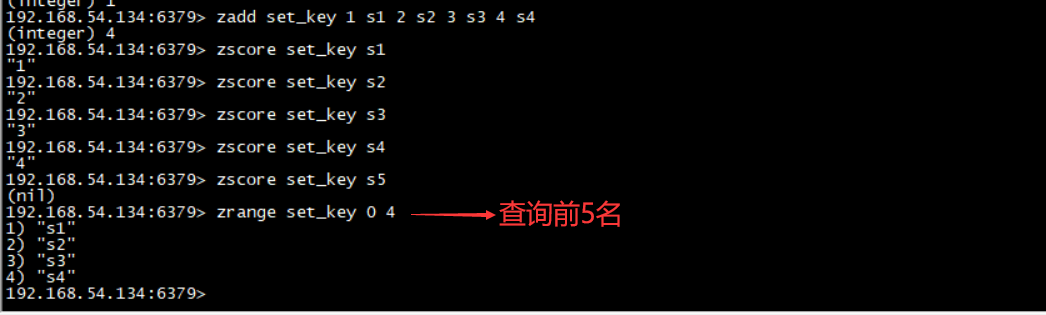 (integer) 1
192.168.54.134:6379> zadd set_key 1 s1 2 s2 3 s3 4 s4
(integer) 4
192.168.54.134:6379> zscore set_key s1
"1"
192.168.54.134:6379> zscore set_key s2
"2"
192.168.54.134:6379> zscore set_key s3
"3"
192.168.54.134:6379> zscore set_key s4
"4"
192.168.54.134:6379> zscore set_key s5
(nil)
192.168.54.134:6379> zrange set_key 0 4 查询前5名
1) "s1"
2) "s2"
3) "s3"
4) "s4"
192.168.54.134:6379>